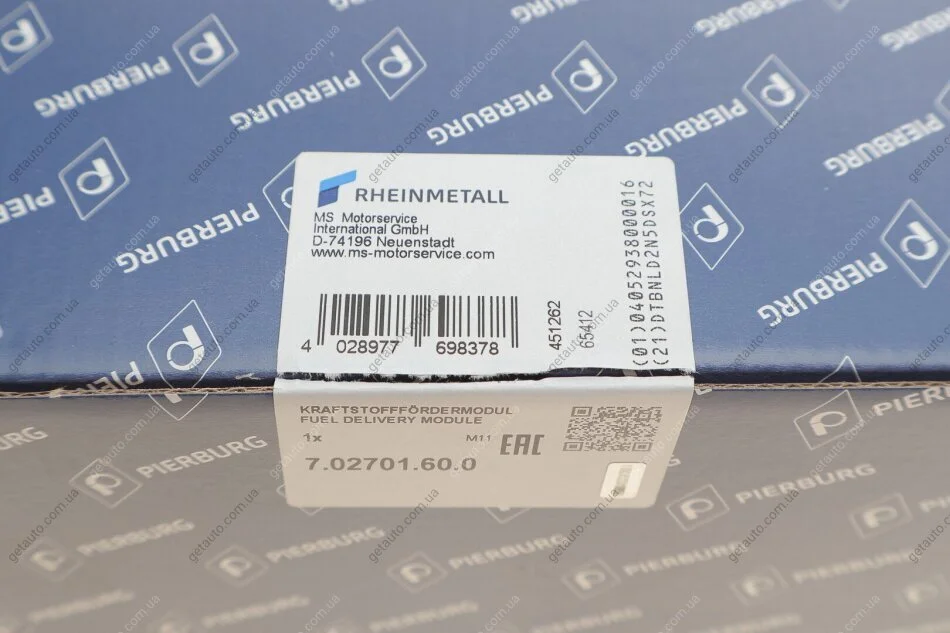 PIERBURG
RHEINMETALL
MS Motorservice
International GmbH
D-74196 Neuenstadt
www.ms-motorservice.com
4 028977 698378
451262
65412
(01)04052938000016
(21)DTBNLD2N5DSX72
KRAFTSTOFFFÖRDERMODUL
FUEL DELIVERY MODULE
1x
M11
EAC
7.02701.60.0
getauto.com.ua